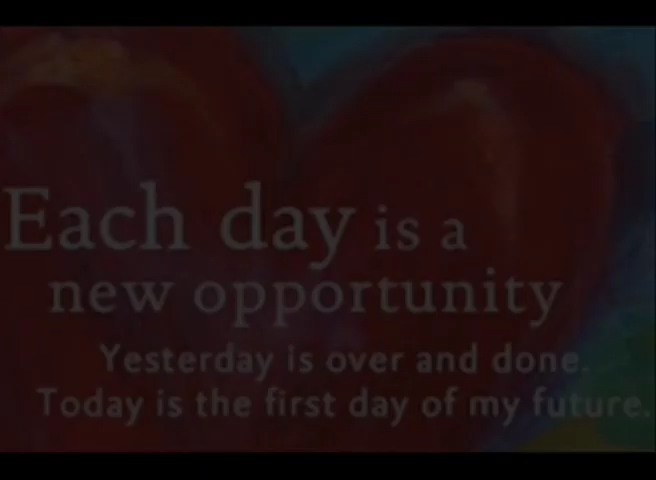 Each day is a
new opportunity
Yesterday is over and done.
Today is the first day of my future.